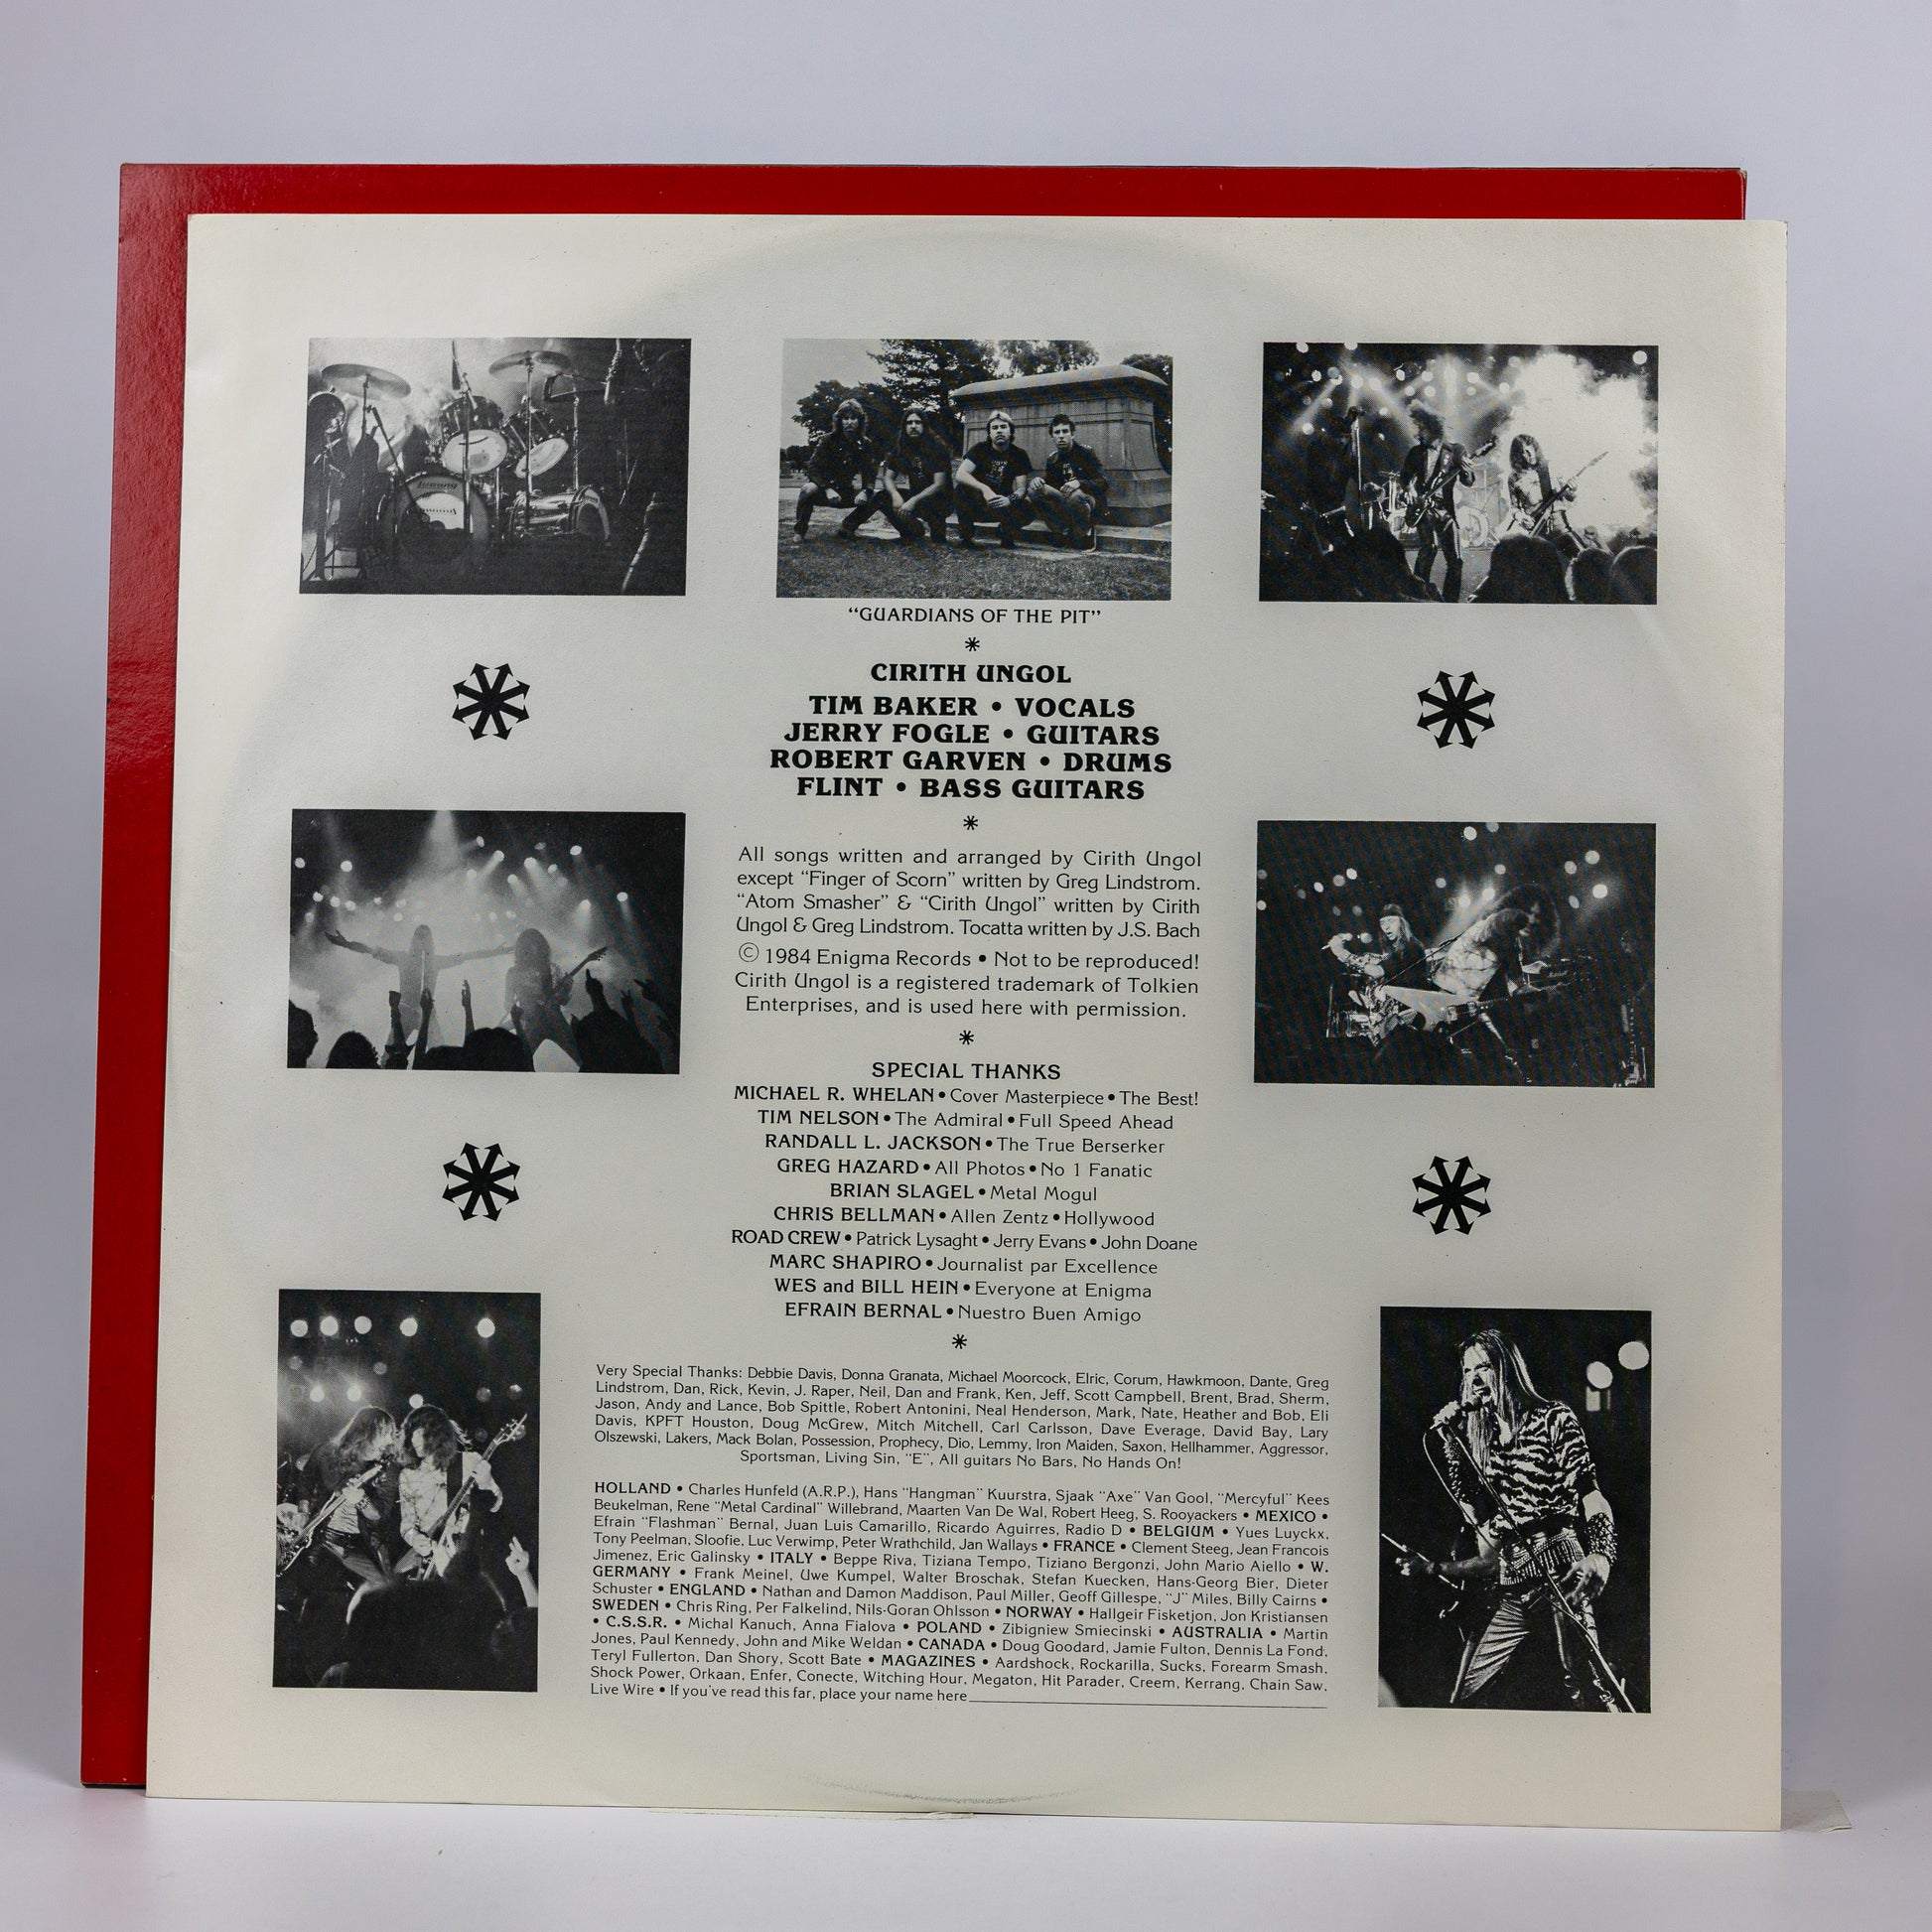 “GUARDIANS OF THE PIT”
CIRITH UNGOL
TIM BAKER • VOCALS
JERRY FOGLE • GUITARS
ROBERT GARVEN • DRUMS
FLINT • BASS GUITARS
All songs written and arranged by Cirith Ungol
except “Finger of Scorn” written by Greg Lindstrom.
“Atom Smasher” & “Cirith Ungol” written by Cirith
Ungol & Greg Lindstrom. Tocatta written by J.S. Bach
© 1984 Enigma Records • Not to be reproduced!
Cirith Ungol is a registered trademark of Tolkien
Enterprises, and is used here with permission.
SPECIAL THANKS
MICHAEL R. WHELAN • Cover Masterpiece • The Best!
TIM NELSON • The Admiral • Full Speed Ahead
RANDALL L. JACKSON • The True Berserker
GREG HAZARD • All Photos • No 1 Fanatic
BRIAN SLAGEL • Metal Mogul
CHRIS BELLMAN • Allen Zentz • Hollywood
ROAD CREW • Patrick Lysaght • Jerry Evans • John Doane
MARC SHAPIRO • Journalist par Excellence
WES and BILL HEIN • Everyone at Enigma
EFRAIN BERNAL • Nuestro Buen Amigo
Very Special Thanks: Debbie Davis, Donna Granata, Michael Moorcock, Elric, Corum, Hawkmoon, Dante, Greg
Lindstrom, Dan, Rick, Kevin, J. Raper, Neil, Dan and Frank, Ken, Jeff, Scott Campbell, Brent, Brad, Sherm,
Jason, Andy and Lance, Bob Spittle, Robert Antonini, Neal Henderson, Mark, Nate, Heather and Bob, Eli
Davis, KPFT Houston, Doug McGrew, Mitch Mitchell, Carl Carlsson, Dave Everage, David Bay, Lary
Olszewski, Lakers, Mack Bolan, Possession, Prophecy, Dio, Lemmy, Iron Maiden, Saxon, Hellhammer, Aggressor,
Sportsman, Living Sin, “E”, All guitars No Bars, No Hands On!
HOLLAND • Charles Hunfeld (A.R.P.), Hans “Hangman” Kuurstra, Sjaak “Axe” Van Gool, “Mercyful” Kees
Beukelman, Rene “Metal Cardinal” Willebrand, Maarten Van De Wal, Robert Heeg, S. Rooyackers • MEXICO •
Efrain “Flashman” Bernal, Juan Luis Camarillo, Ricardo Aguirres, Radio D • BELGIUM • Yues Luyckx,
Tony Peelman, Sloofie, Luc Verwimp, Peter Wrathchild, Jan Wallays • FRANCE • Clement Steeg, Jean Francois
Jimenez, Eric Galinsky • ITALY • Beppe Riva, Tiziana Tempo, Tiziano Bergonzi, John Mario Aiello • W.
GERMANY • Frank Meinel, Uwe Kumpel, Walter Broschak, Stefan Kuecken, Hans-Georg Bier, Dieter
Schuster • ENGLAND • Nathan and Damon Maddison, Paul Miller, Geoff Gillespe, “J” Miles, Billy Cairns •
SWEDEN • Chris Ring, Per Falkelind, Nils-Goran Ohlsson • NORWAY • Hallgeir Fisketjon, Jon Kristiansen
• C.S.S.R. • Michal Kanuch, Anna Fialova • POLAND • Zibigniew Smiecinski • AUSTRALIA • Martin
Jones, Paul Kennedy, John and Mike Weldan • CANADA • Doug Goodard, Jamie Fulton, Dennis La Fond,
Teryl Fullerton, Dan Shory, Scott Bate • MAGAZINES • Aardshock, Rockarilla, Sucks, Forearm Smash,
Shock Power, Orkaan, Enfer, Conecte, Witching Hour, Megaton, Hit Parader, Creem, Kerrang, Chain Saw,
Live Wire • If you’ve read this far, place your name here